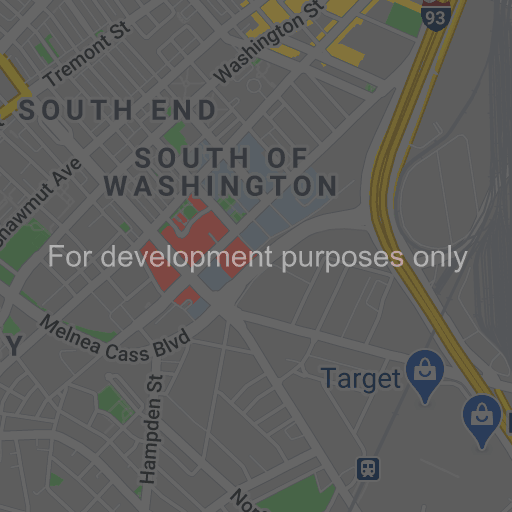 93
Washington St
Tremont St
SOUTH END
SOUTH OF
WASHINGTON
Shawmut Ave
For development purposes only
Melnea Cass Blvd
Y
Target
Hampden St
Nor